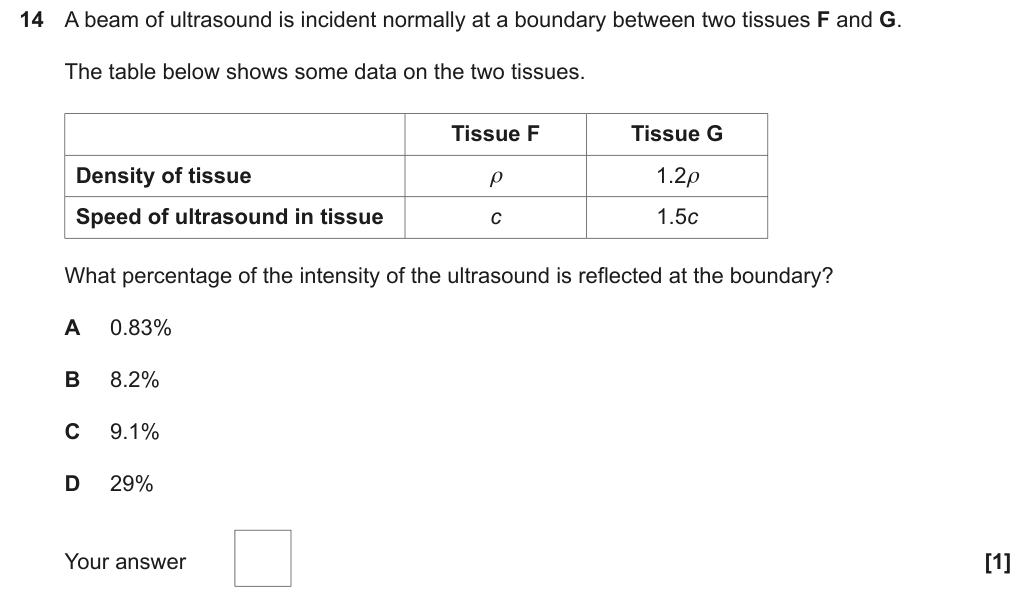 14 A beam of ultrasound is incident normally at a boundary between two tissues F and G.
The table below shows some data on the two tissues.
Tissue F Tissue G
Density of tissue ρ 1.2ρ
Speed of ultrasound in tissue c 1.5c
What percentage of the intensity of the ultrasound is reflected at the boundary?
A 0.83%
B 8.2%
C 9.1%
D 29%
Your answer [1]